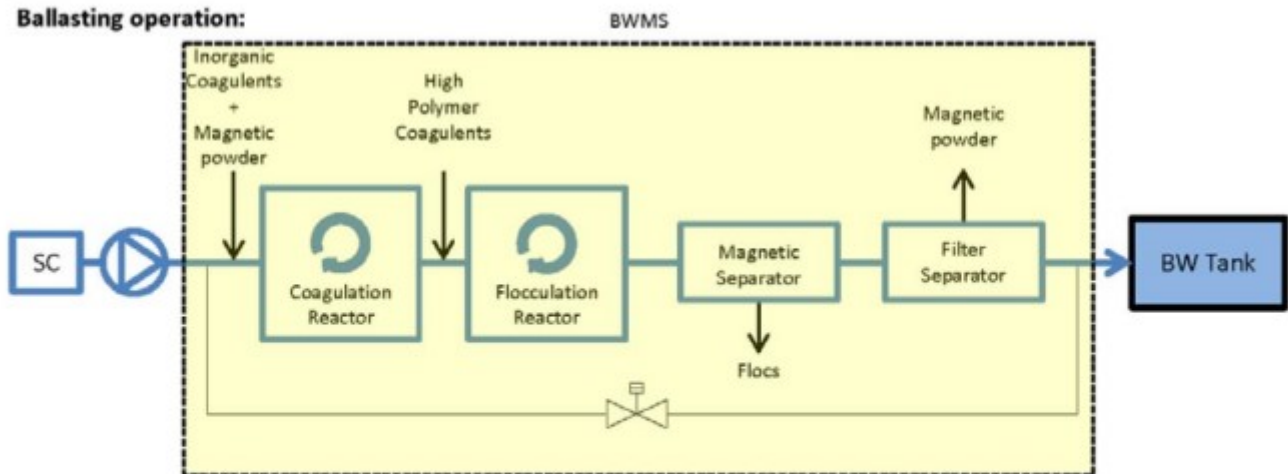 Ballasting operation:
BWMS
Inorganic
Coagulents
+
Magnetic
powder
High
Polymer
Coagulents
Magnetic
powder
SC
Coagulation
Reactor
Flocculation
Reactor
Magnetic
Separator
Filter
Separator
BW Tank
Flocs